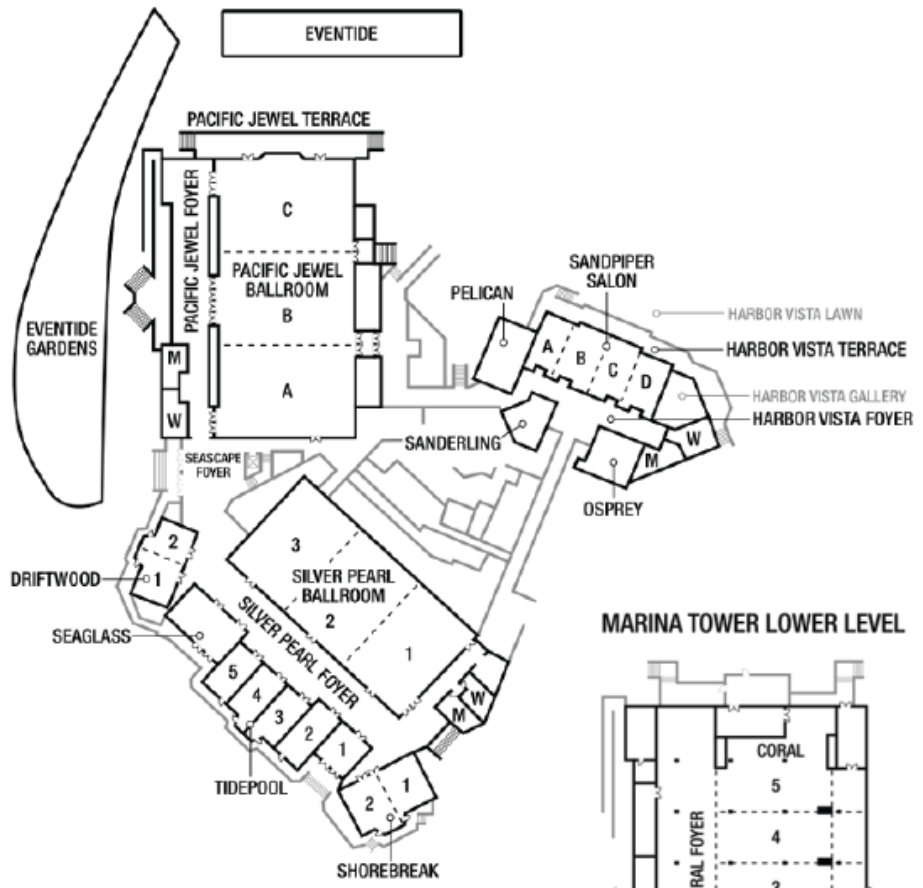 EVENTIDE
PACIFIC JEWEL TERRACE
PACIFIC JEWEL FOYER
C
PACIFIC JEWEL
BALLROOM
B
A
EVENTIDE
GARDENS
M
W
SEASCAPE
FOYER
SANDPIPER
SALON
PELICAN
A
B
C
D
HARBOR VISTA LAWN
HARBOR VISTA TERRACE
HARBOR VISTA GALLERY
HARBOR VISTA FOYER
SANDERLING
W
M
OSPREY
2
DRIFTWOOD
1
3
SILVER PEARL
BALLROOM
2
1
SILVER PEARL FOYER
SEAGLASS
5
4
3
2
1
TIDEPOOL
W
M
1
2
SHOREBREAK
MARINA TOWER LOWER LEVEL
CORAL
5
4
FOYER